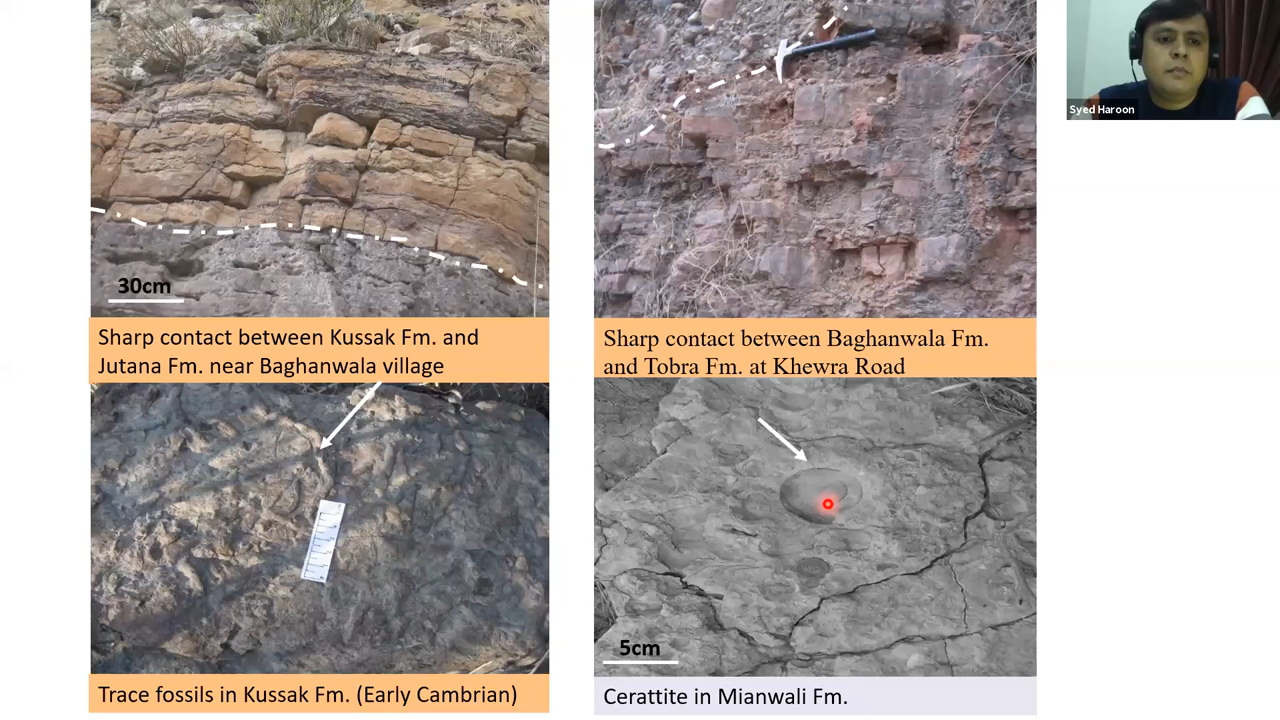 Syed Haroon
30cm
Sharp contact between Kussak Fm. and
Jutana Fm. near Baghanwala village
Sharp contact between Baghanwala Fm.
and Tobra Fm. at Khewra Road
Trace fossils in Kussak Fm. (Early Cambrian)
5cm
Cerattite in Mianwali Fm.